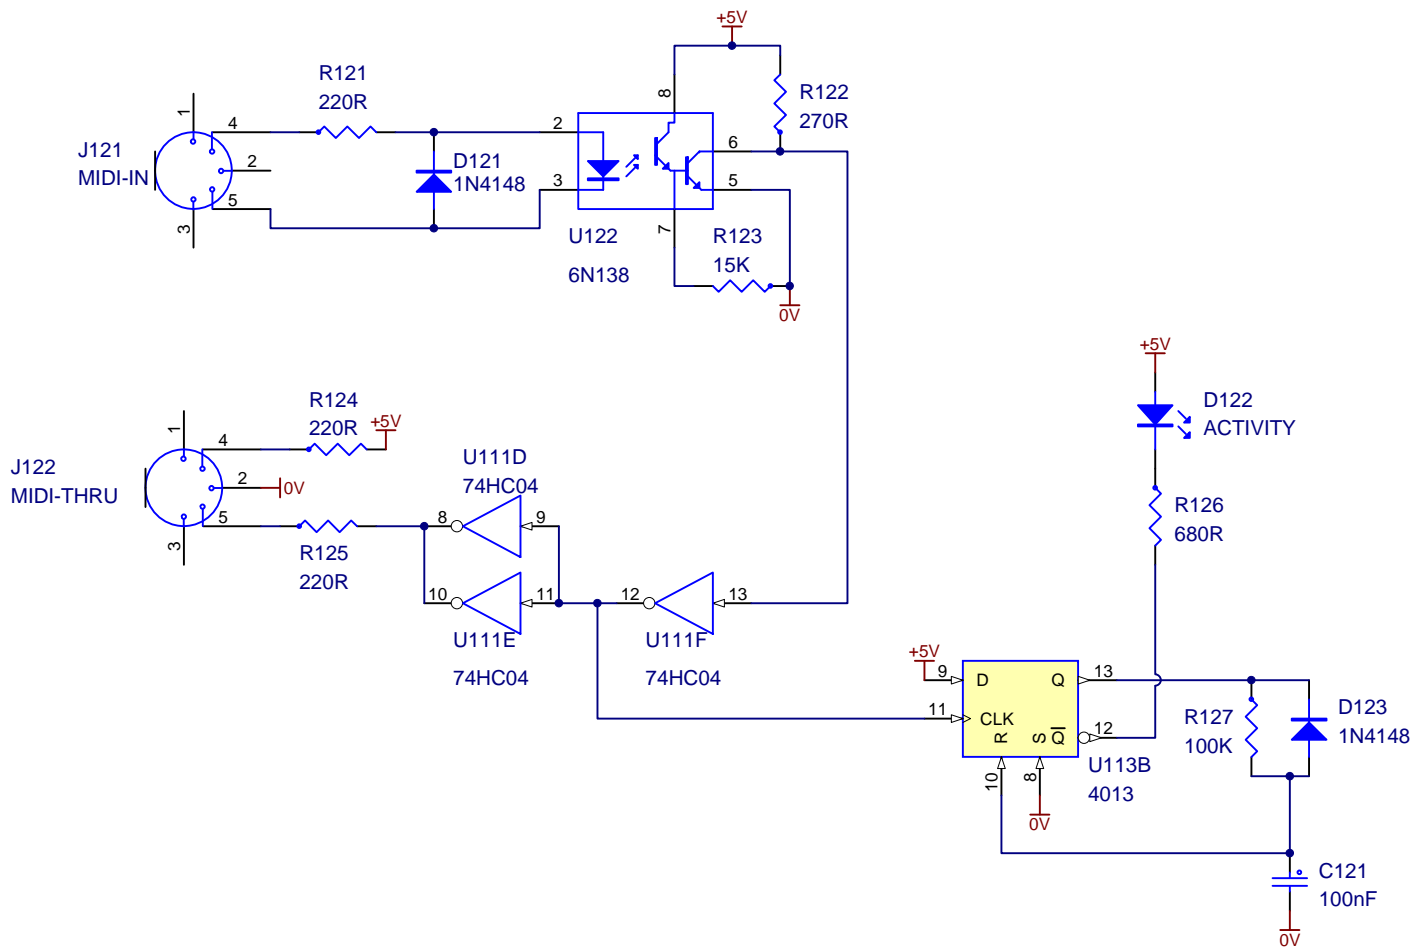 +5V
R121
220R
8
R122
270R
1
4
2
6
J121
MIDI-IN
2
D121
1N4148
3
5
5
3
7
U122
6N138
R123
15K
0V
+5V
R124
220R
+5V
D122
ACTIVITY
1
4
U111D
74HC04
J122
MIDI-THRU
2
0V
5
8
9
R126
680R
3
R125
220R
10
11
12
13
U111E
74HC04
U111F
74HC04
+5V
9
D
Q
13
11
CLK
R
S
Q
12
R127
100K
D123
1N4148
10
8
U113B
4013
0V
C121
100nF
0V